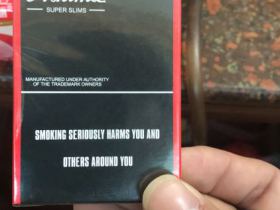 SUPER SLIMS
MANUFACTURED UNDER AUTHORITY
OF THE TRADEMARK OWNERS
SMOKING SERIOUSLY HARMS YOU AND
OTHERS AROUND YOU